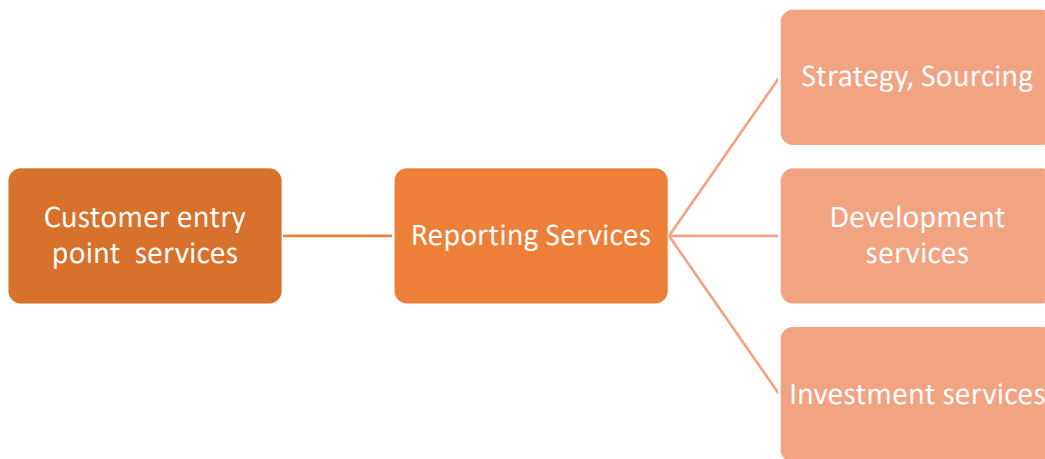 Customer entry
point  services
Reporting Services
Strategy, Sourcing
Development
services
Investment services